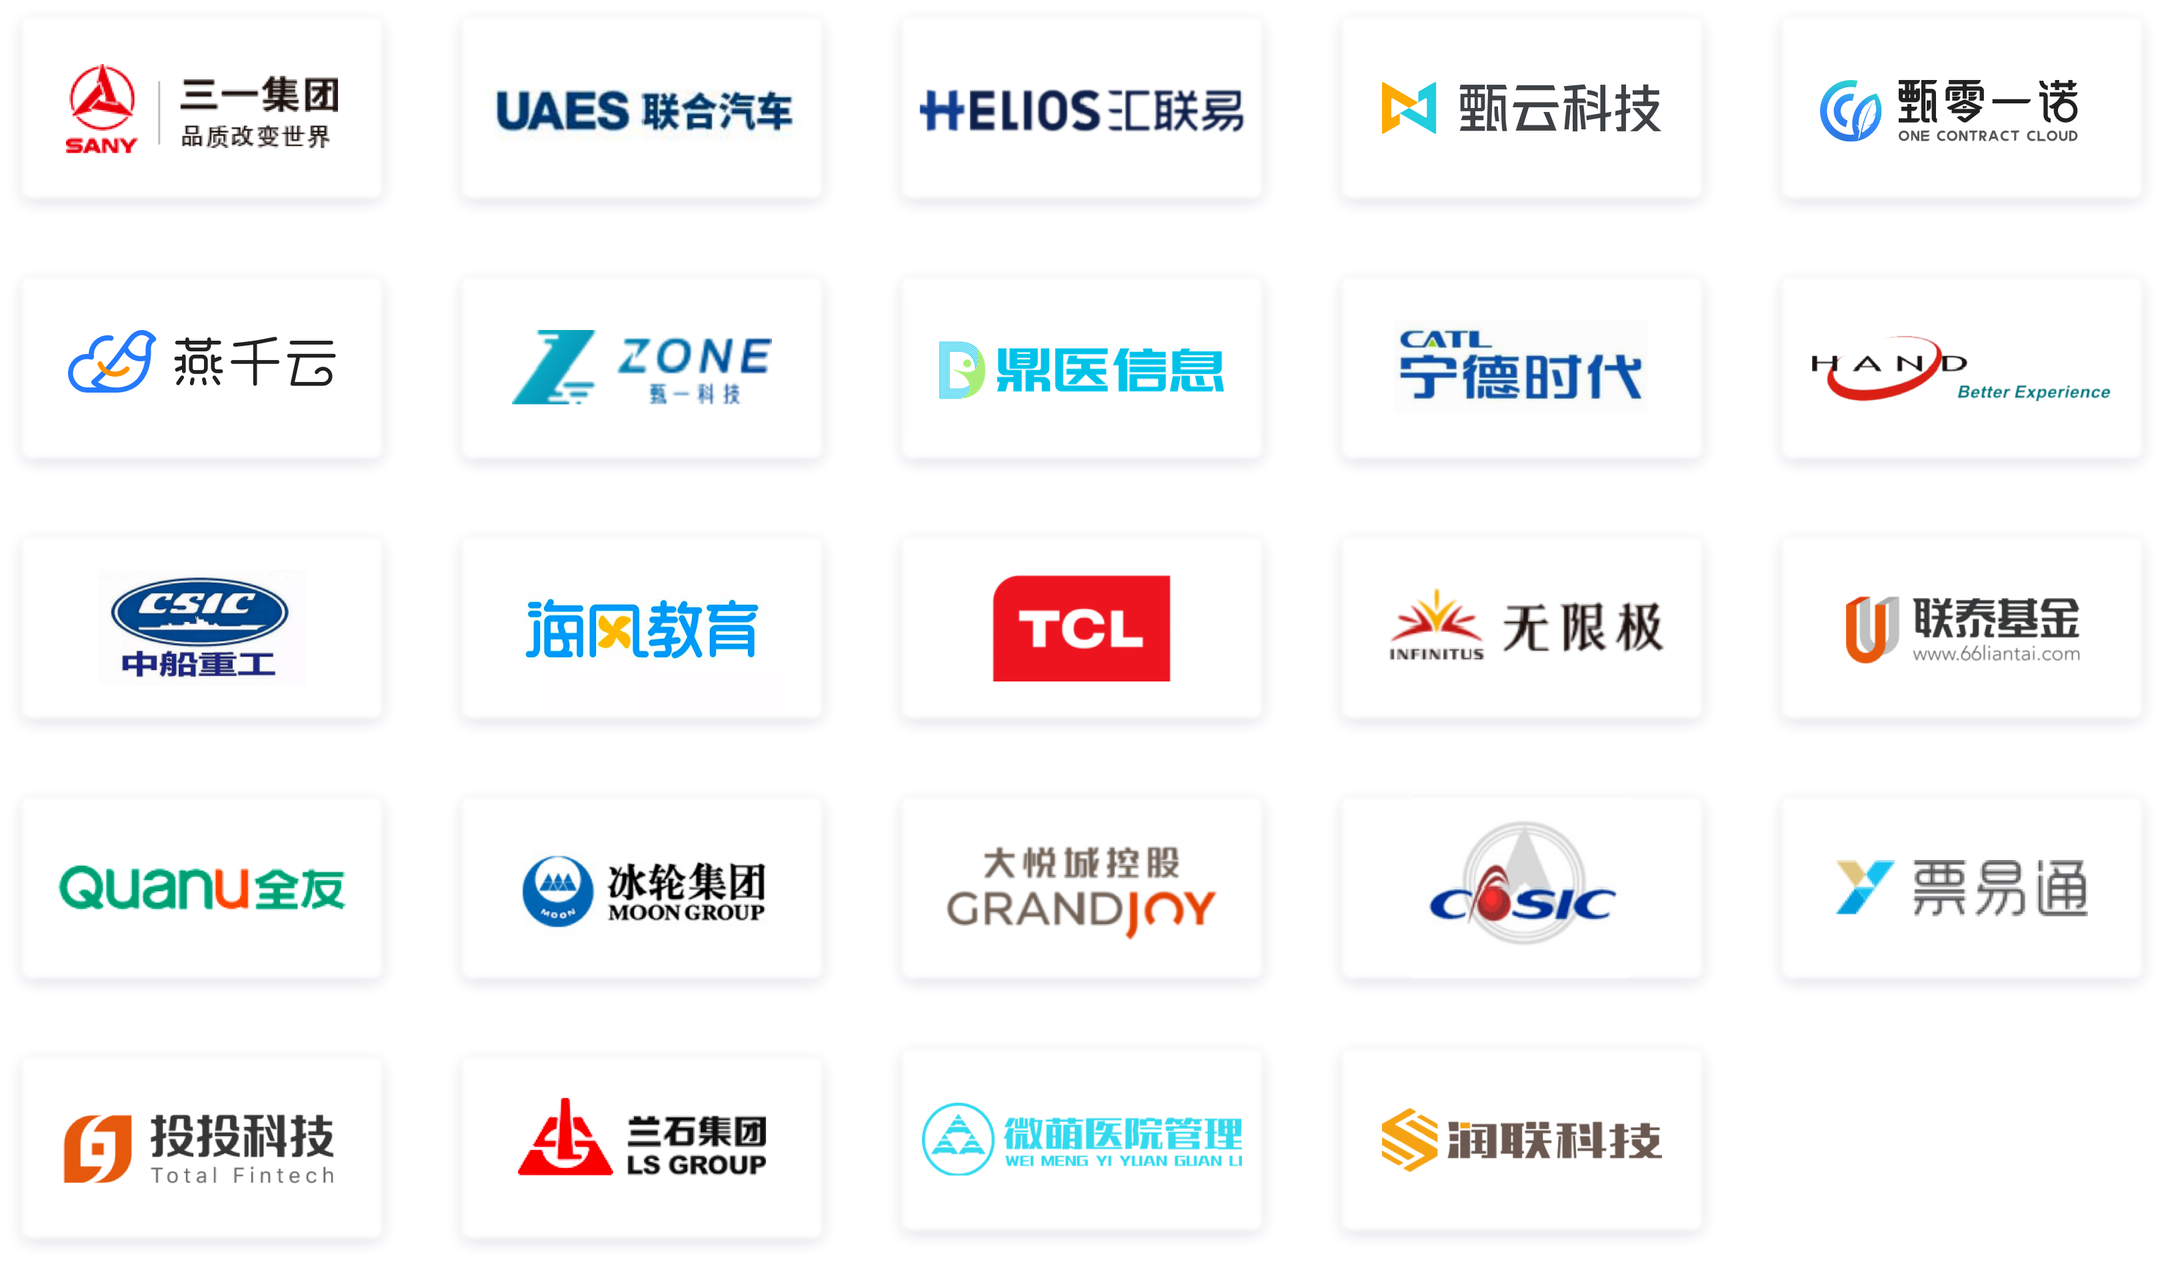 三一集团
品质改变世界
SANY
UAES 联合汽车
HELIOS 汇联易
甄云科技
甄零一诺
ONE CONTRACT CLOUD
燕千云
ZONE
甄一科技
鼎医信息
CATL
宁德时代
HAND
Better Experience
CSIC
中船重工
海风教育
TCL
INFINITUS
无限极
联泰基金
www.66liantai.com
Quanu全友
冰轮集团
MOON GROUP
MOON
大悦城控股
GRANDJOY
CASIC
票易通
投投科技
Total Fintech
兰石集团
LS GROUP
微萌医院管理
WEI MENG YI YUAN GUAN LI
润联科技